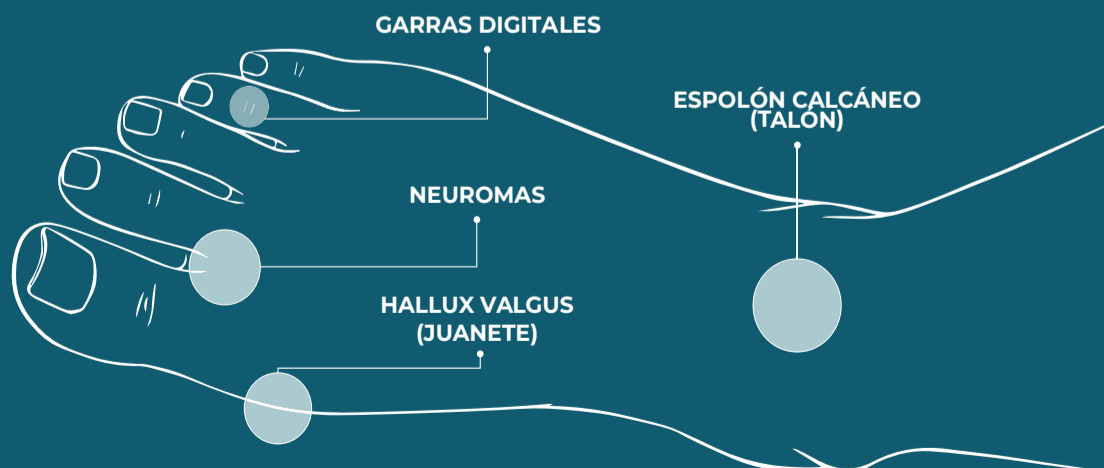 GARRAS DIGITALES
ESPOLÓN CALCÁNEO
(TALÓN)
NEUROMAS
HALLUX VALGUS
(JUANETE)